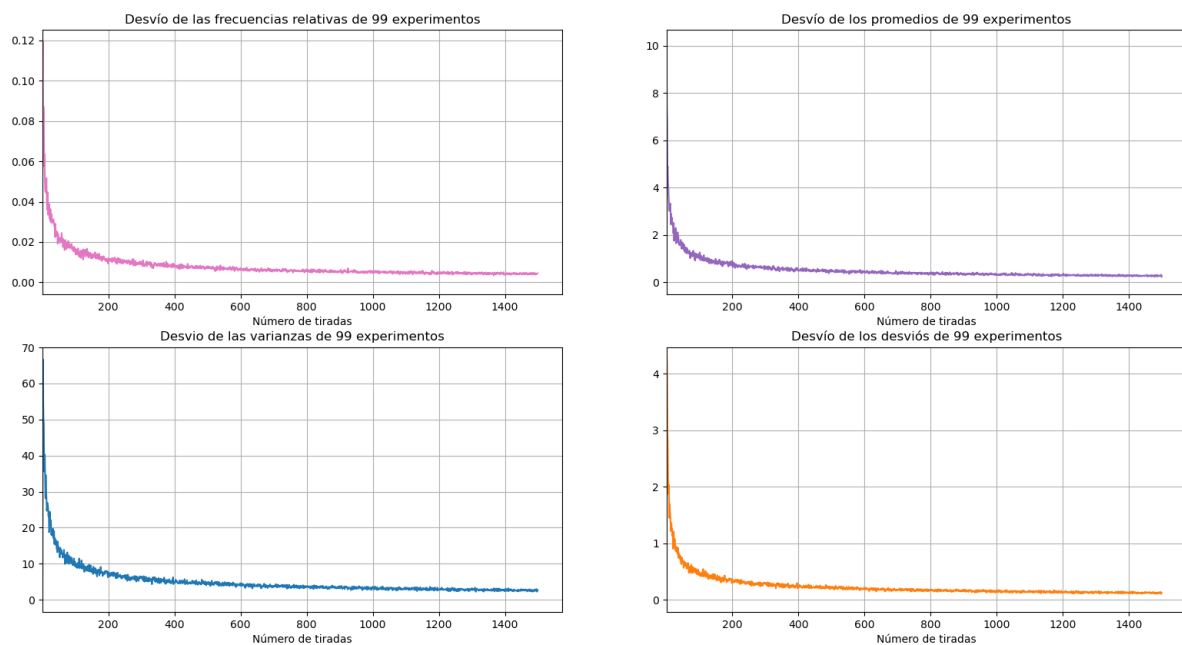 Desvío de las frecuencias relativas de 99 experimentos
0.12
0.10
0.08
0.06
0.04
0.02
0.00
200 400 600 800 1000 1200 1400
Número de tiradas
Desvío de los promedios de 99 experimentos
10
8
6
4
2
0
200 400 600 800 1000 1200 1400
Número de tiradas
Desvio de las varianzas de 99 experimentos
70
60
50
40
30
20
10
0
200 400 600 800 1000 1200 1400
Número de tiradas
Desvío de los desviós de 99 experimentos
4
3
2
1
0
200 400 600 800 1000 1200 1400
Número de tiradas